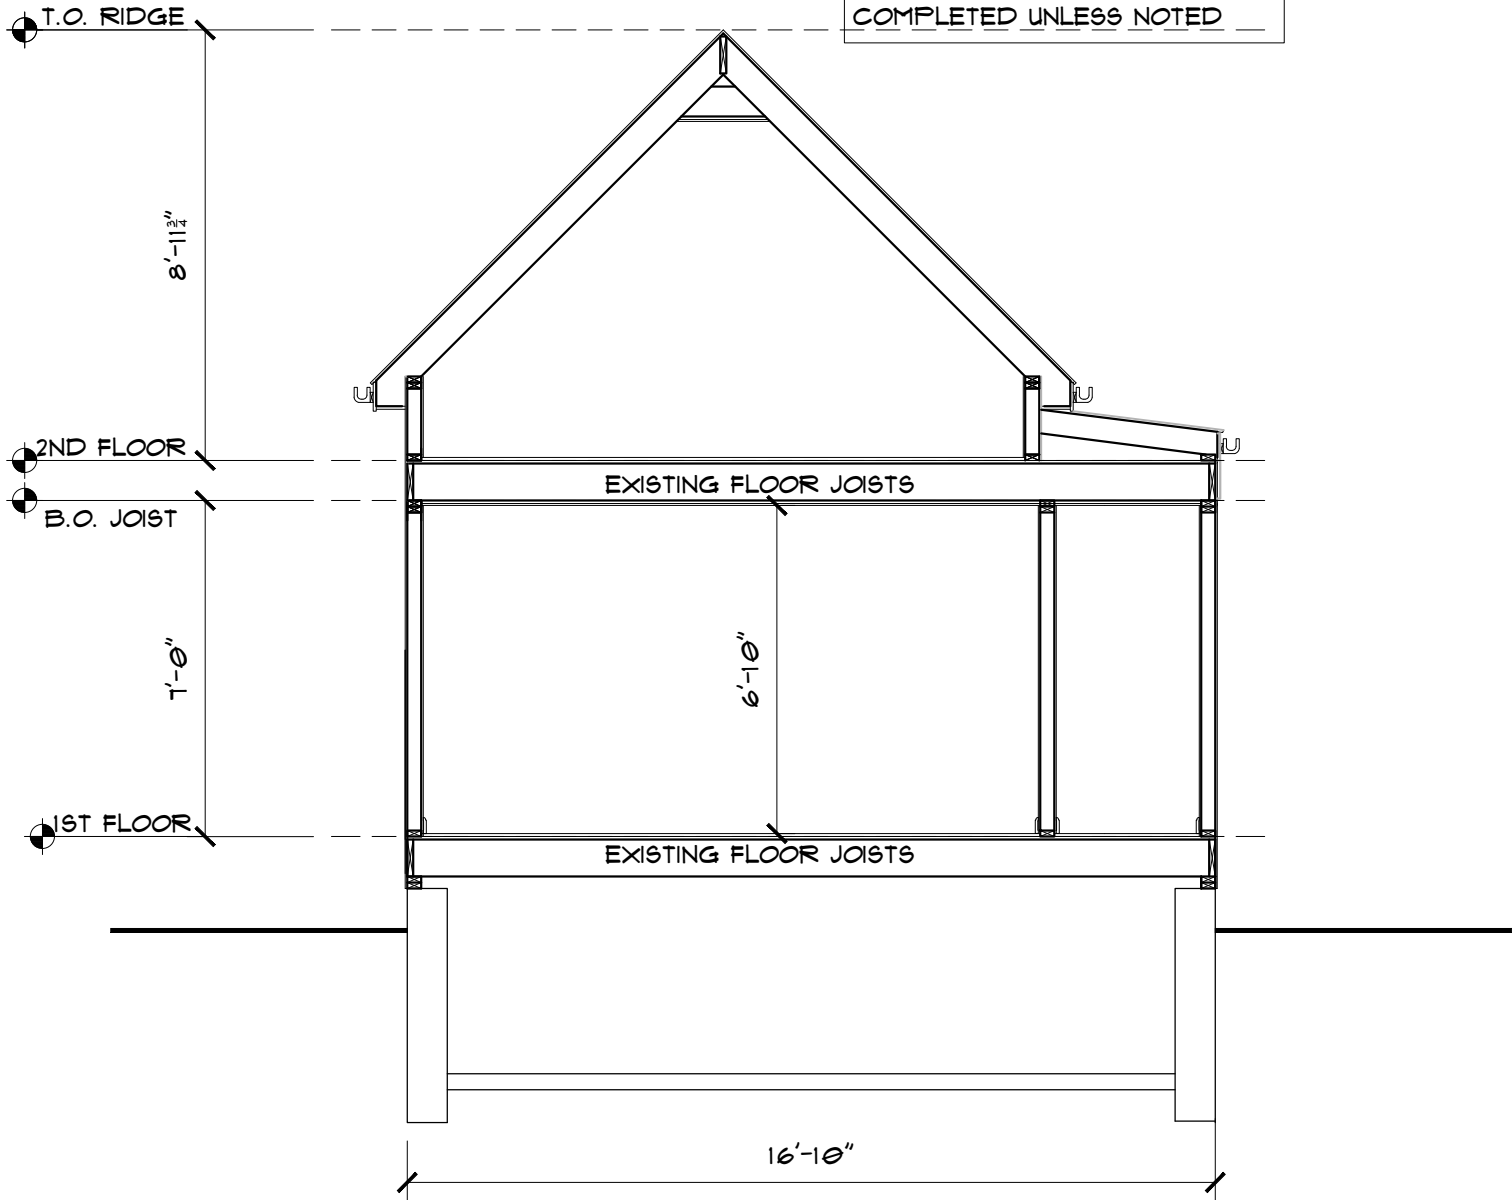 T.O. RIDGE
COMPLETED UNLESS NOTED
8'-11¾"
2ND FLOOR
EXISTING FLOOR JOISTS
B.O. JOIST
7'-0"
6'-10"
1ST FLOOR
EXISTING FLOOR JOISTS
16'-10"